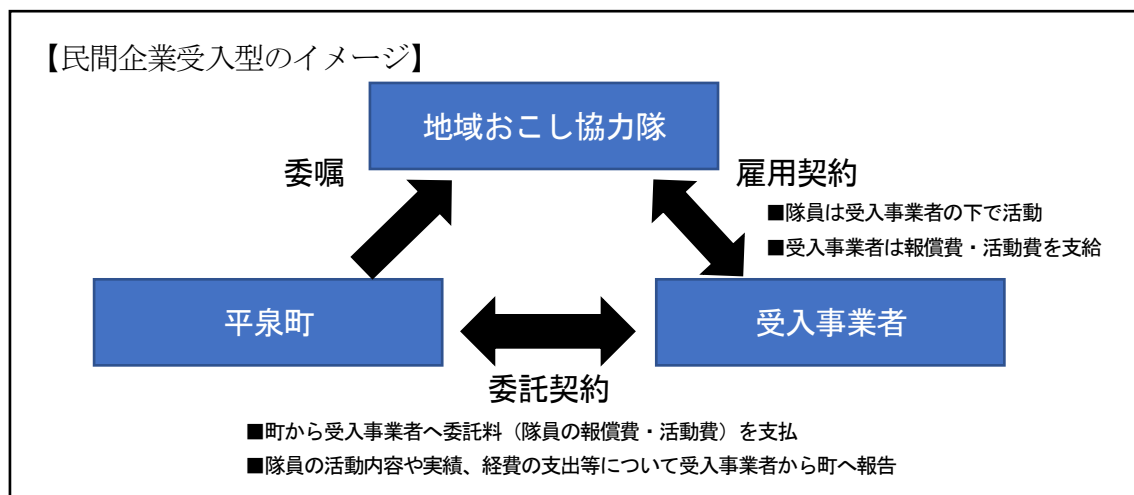 【民間企業受入型のイメージ】
地域おこし協力隊
委嘱
雇用契約
■隊員は受入事業者の下で活動
■受入事業者は報償費・活動費を支給
平泉町
受入事業者
委託契約
■町から受入事業者へ委託料（隊員の報償費・活動費）を支払
■隊員の活動内容や実績、経費の支出等について受入事業者から町へ報告